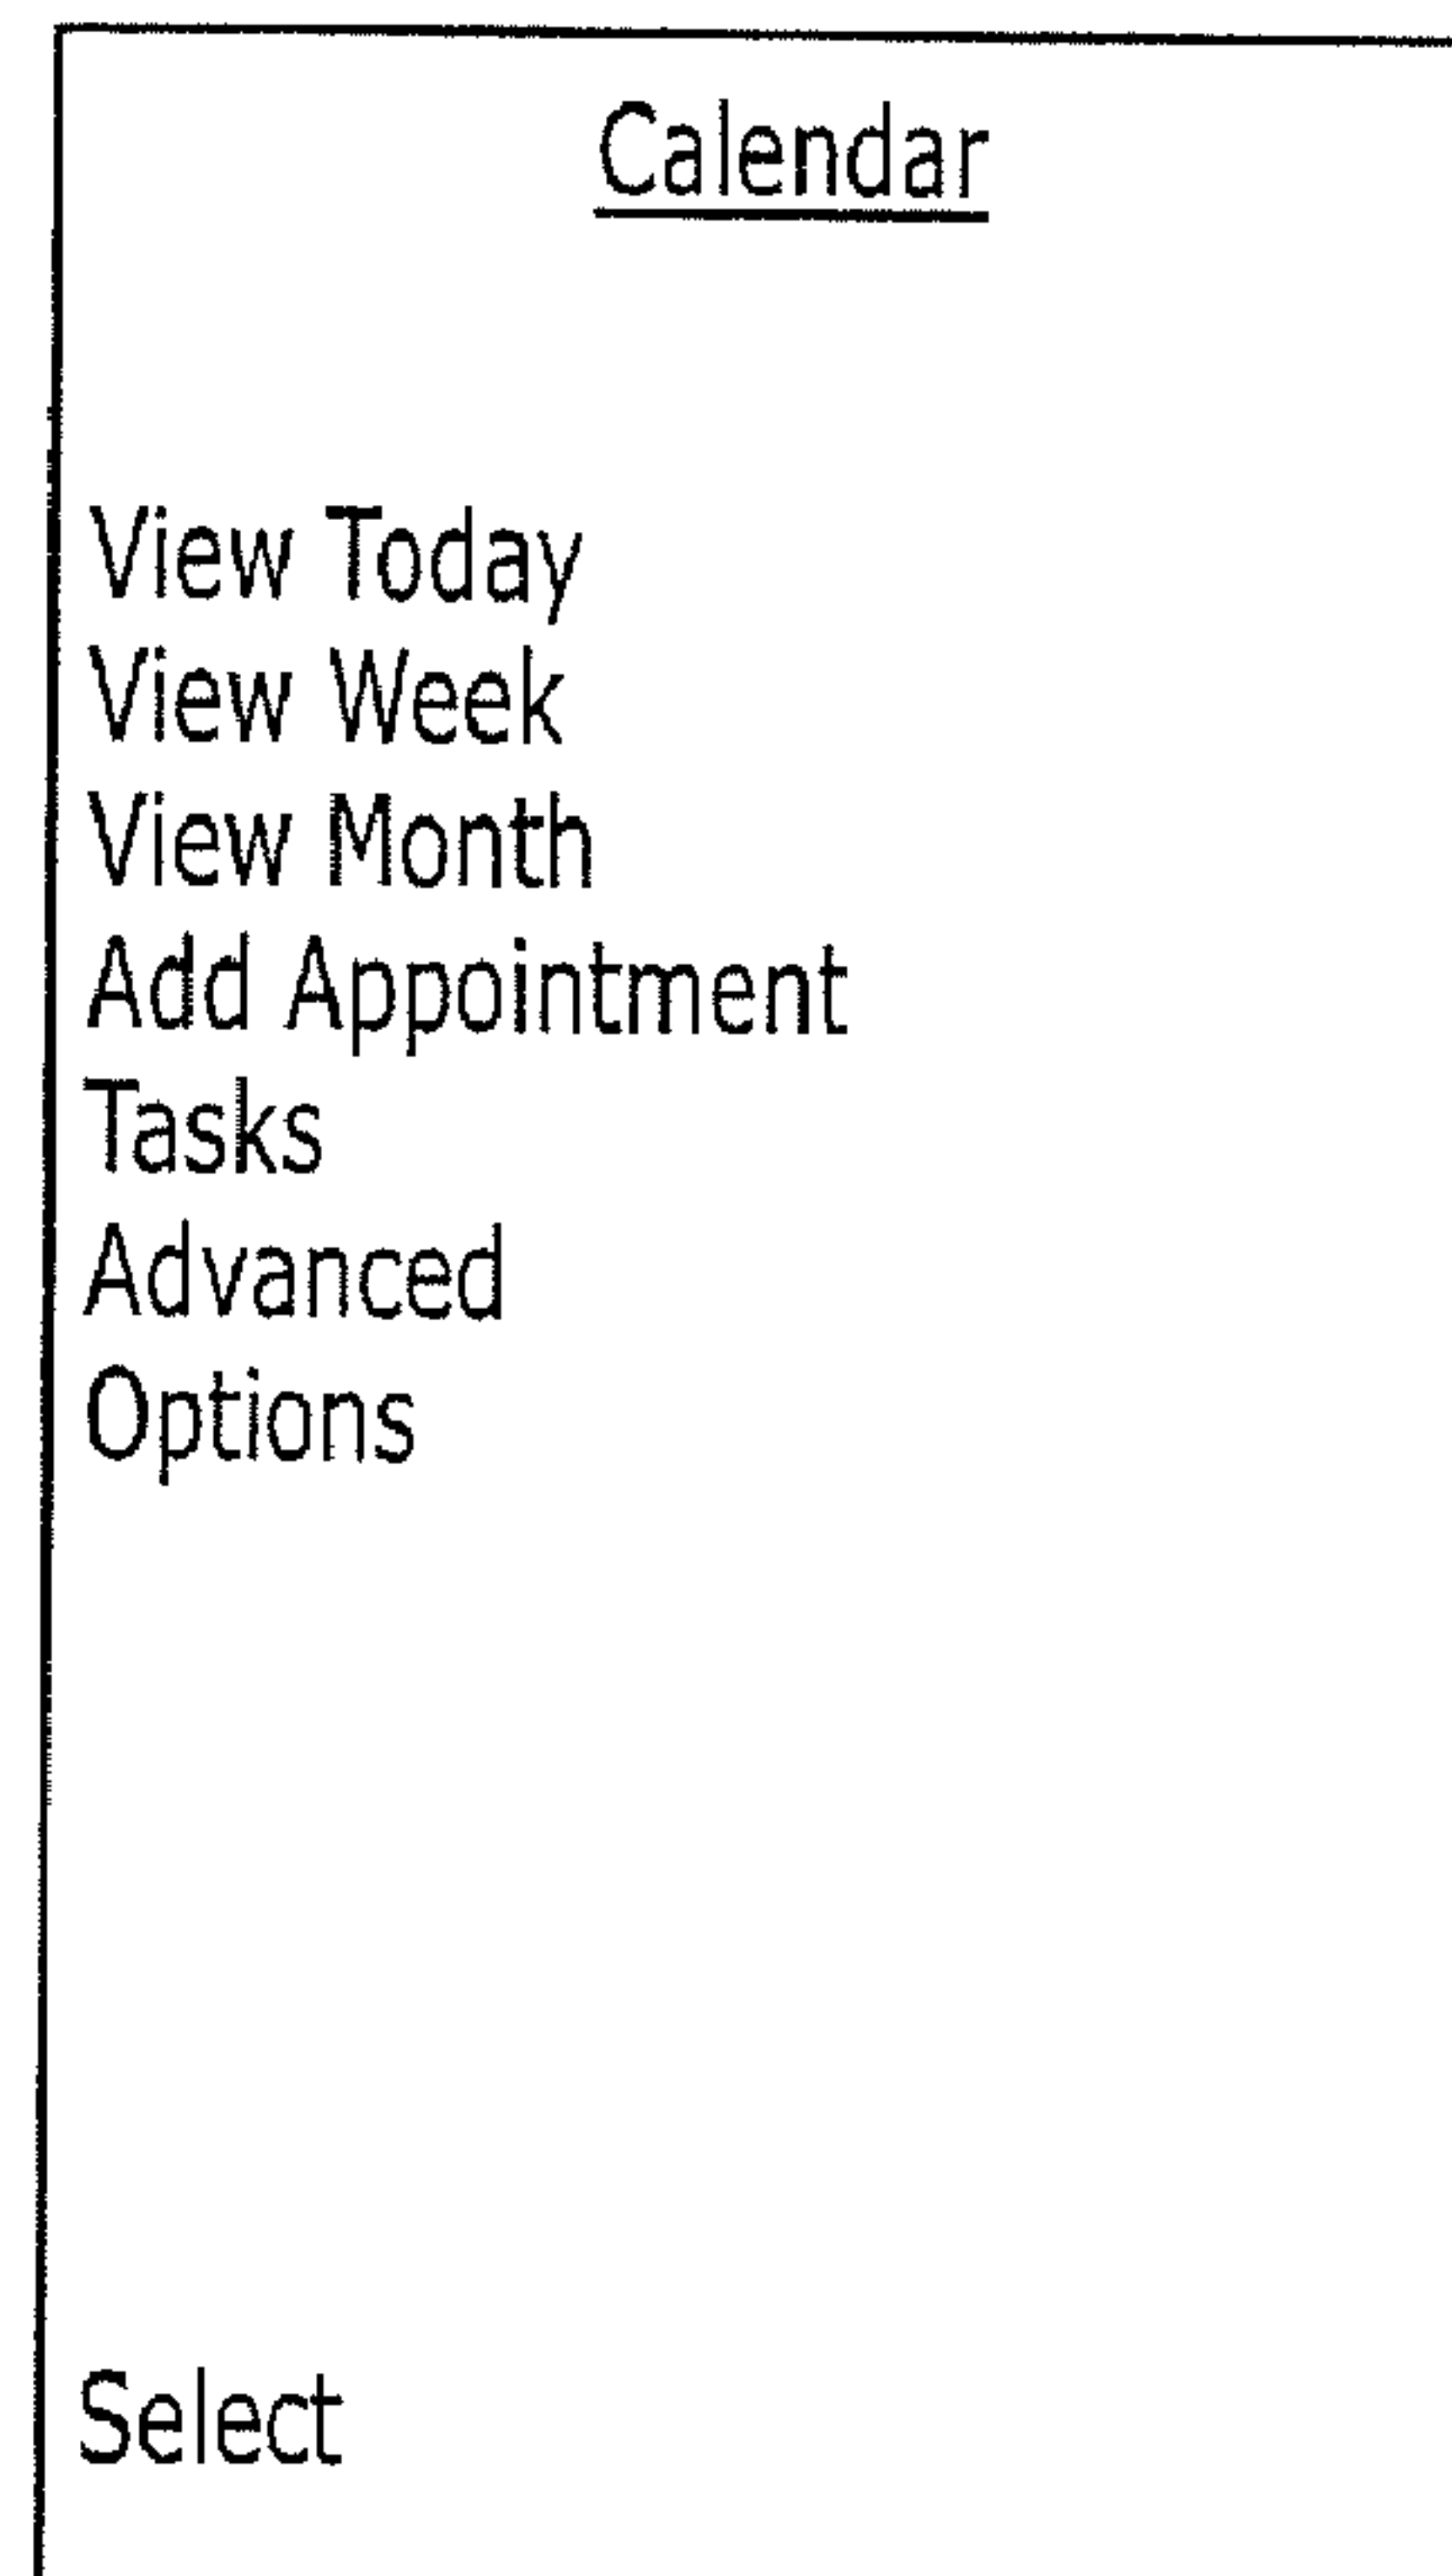 Calendar
View Today
View Week
View Month
Add Appointment
Tasks
Advanced
Options
Select